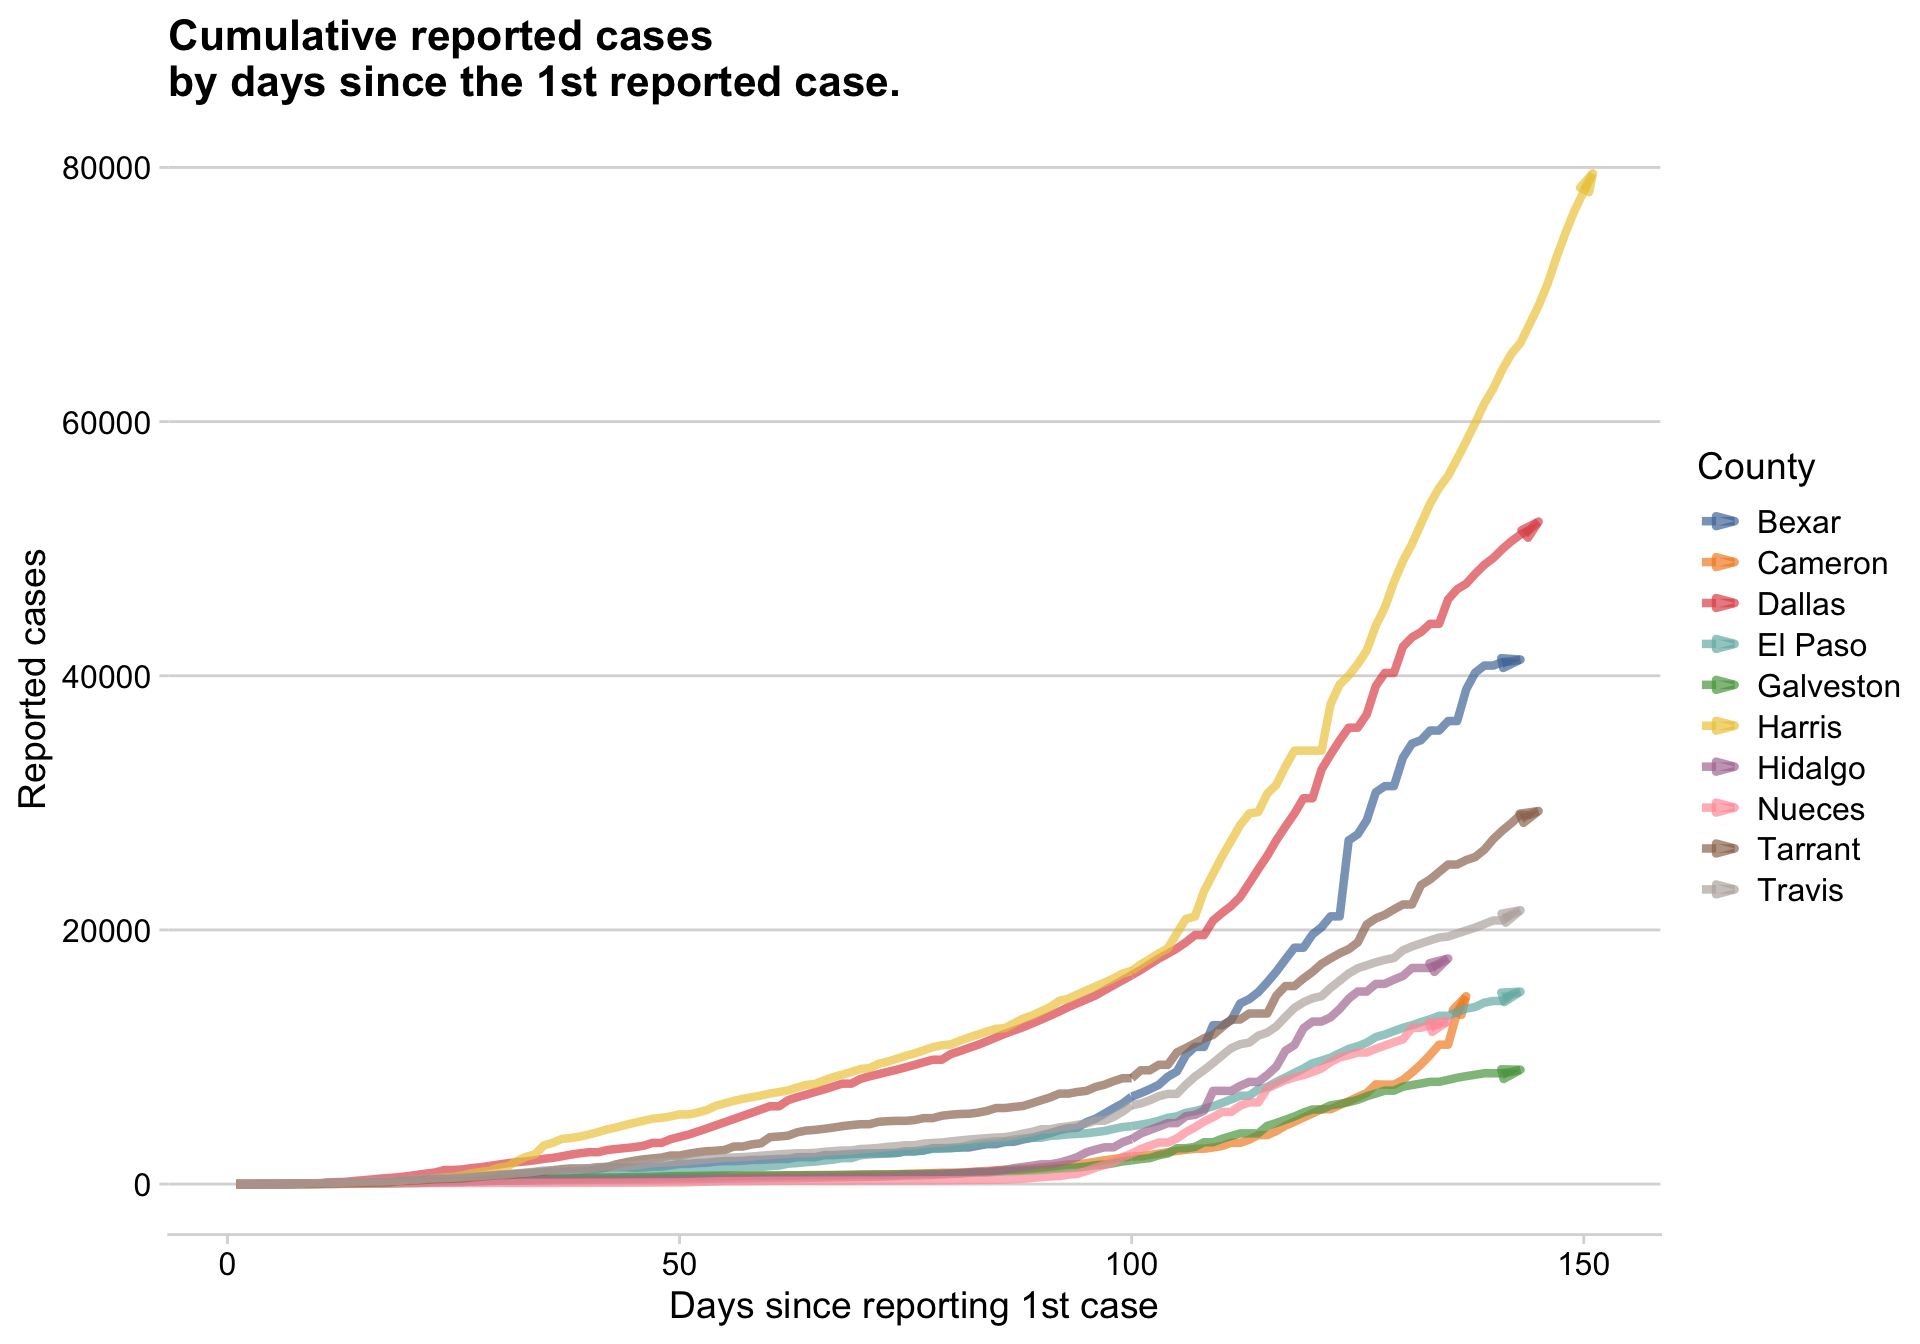 Cumulative reported cases
by days since the 1st reported case.
80000
60000
40000
20000
0
Reported cases
0
50
100
150
Days since reporting 1st case
County
Bexar
Cameron
Dallas
El Paso
Galveston
Harris
Hidalgo
Nueces
Tarrant
Travis